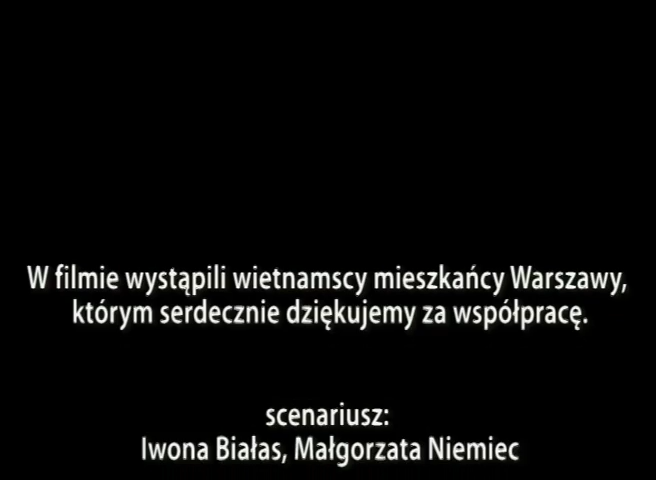 W filmie wystąpili wietnamscy mieszkańcy Warszawy,
którym serdecznie dziękujemy za współpracę.
scenariusz:
Iwona Białas, Małgorzata Niemiec